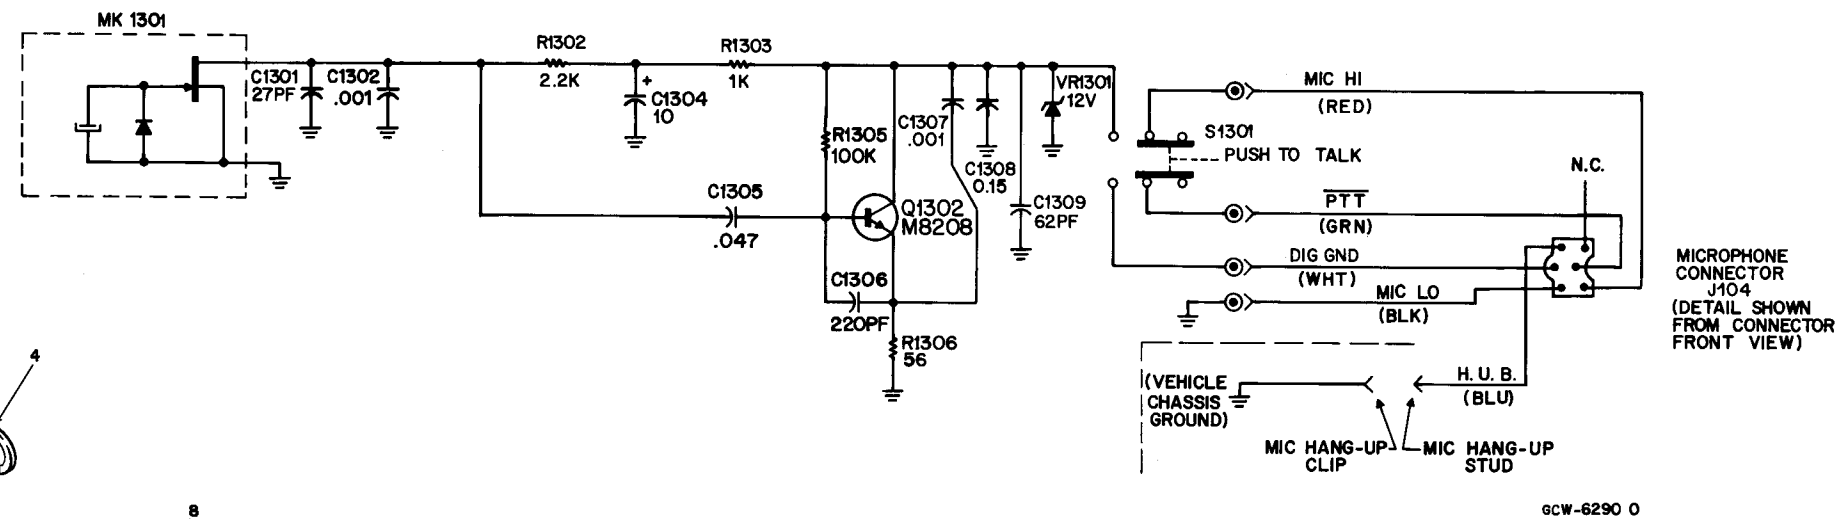 MK 1301
C1301
27PF
C1302
.001
R1302
2.2K
C1304
10
+
R1303
1K
R1305
100K
C1305
.047
Q1302
M8208
C1306
220PF
R1306
56
C1307
.001
C1308
0.15
C1309
62PF
VR1301
12V
S1301
PUSH TO TALK
MIC HI
(RED)
PTT
(GRN)
DIG GND
(WHT)
MIC LO
(BLK)
N.C.
MICROPHONE
CONNECTOR
J104
(DETAIL SHOWN
FROM CONNECTOR
FRONT VIEW)
(VEHICLE
CHASSIS
GROUND)
H. U. B.
(BLU)
MIC HANG-UP
CLIP
MIC HANG-UP
STUD
4
8
GCW-6290 O